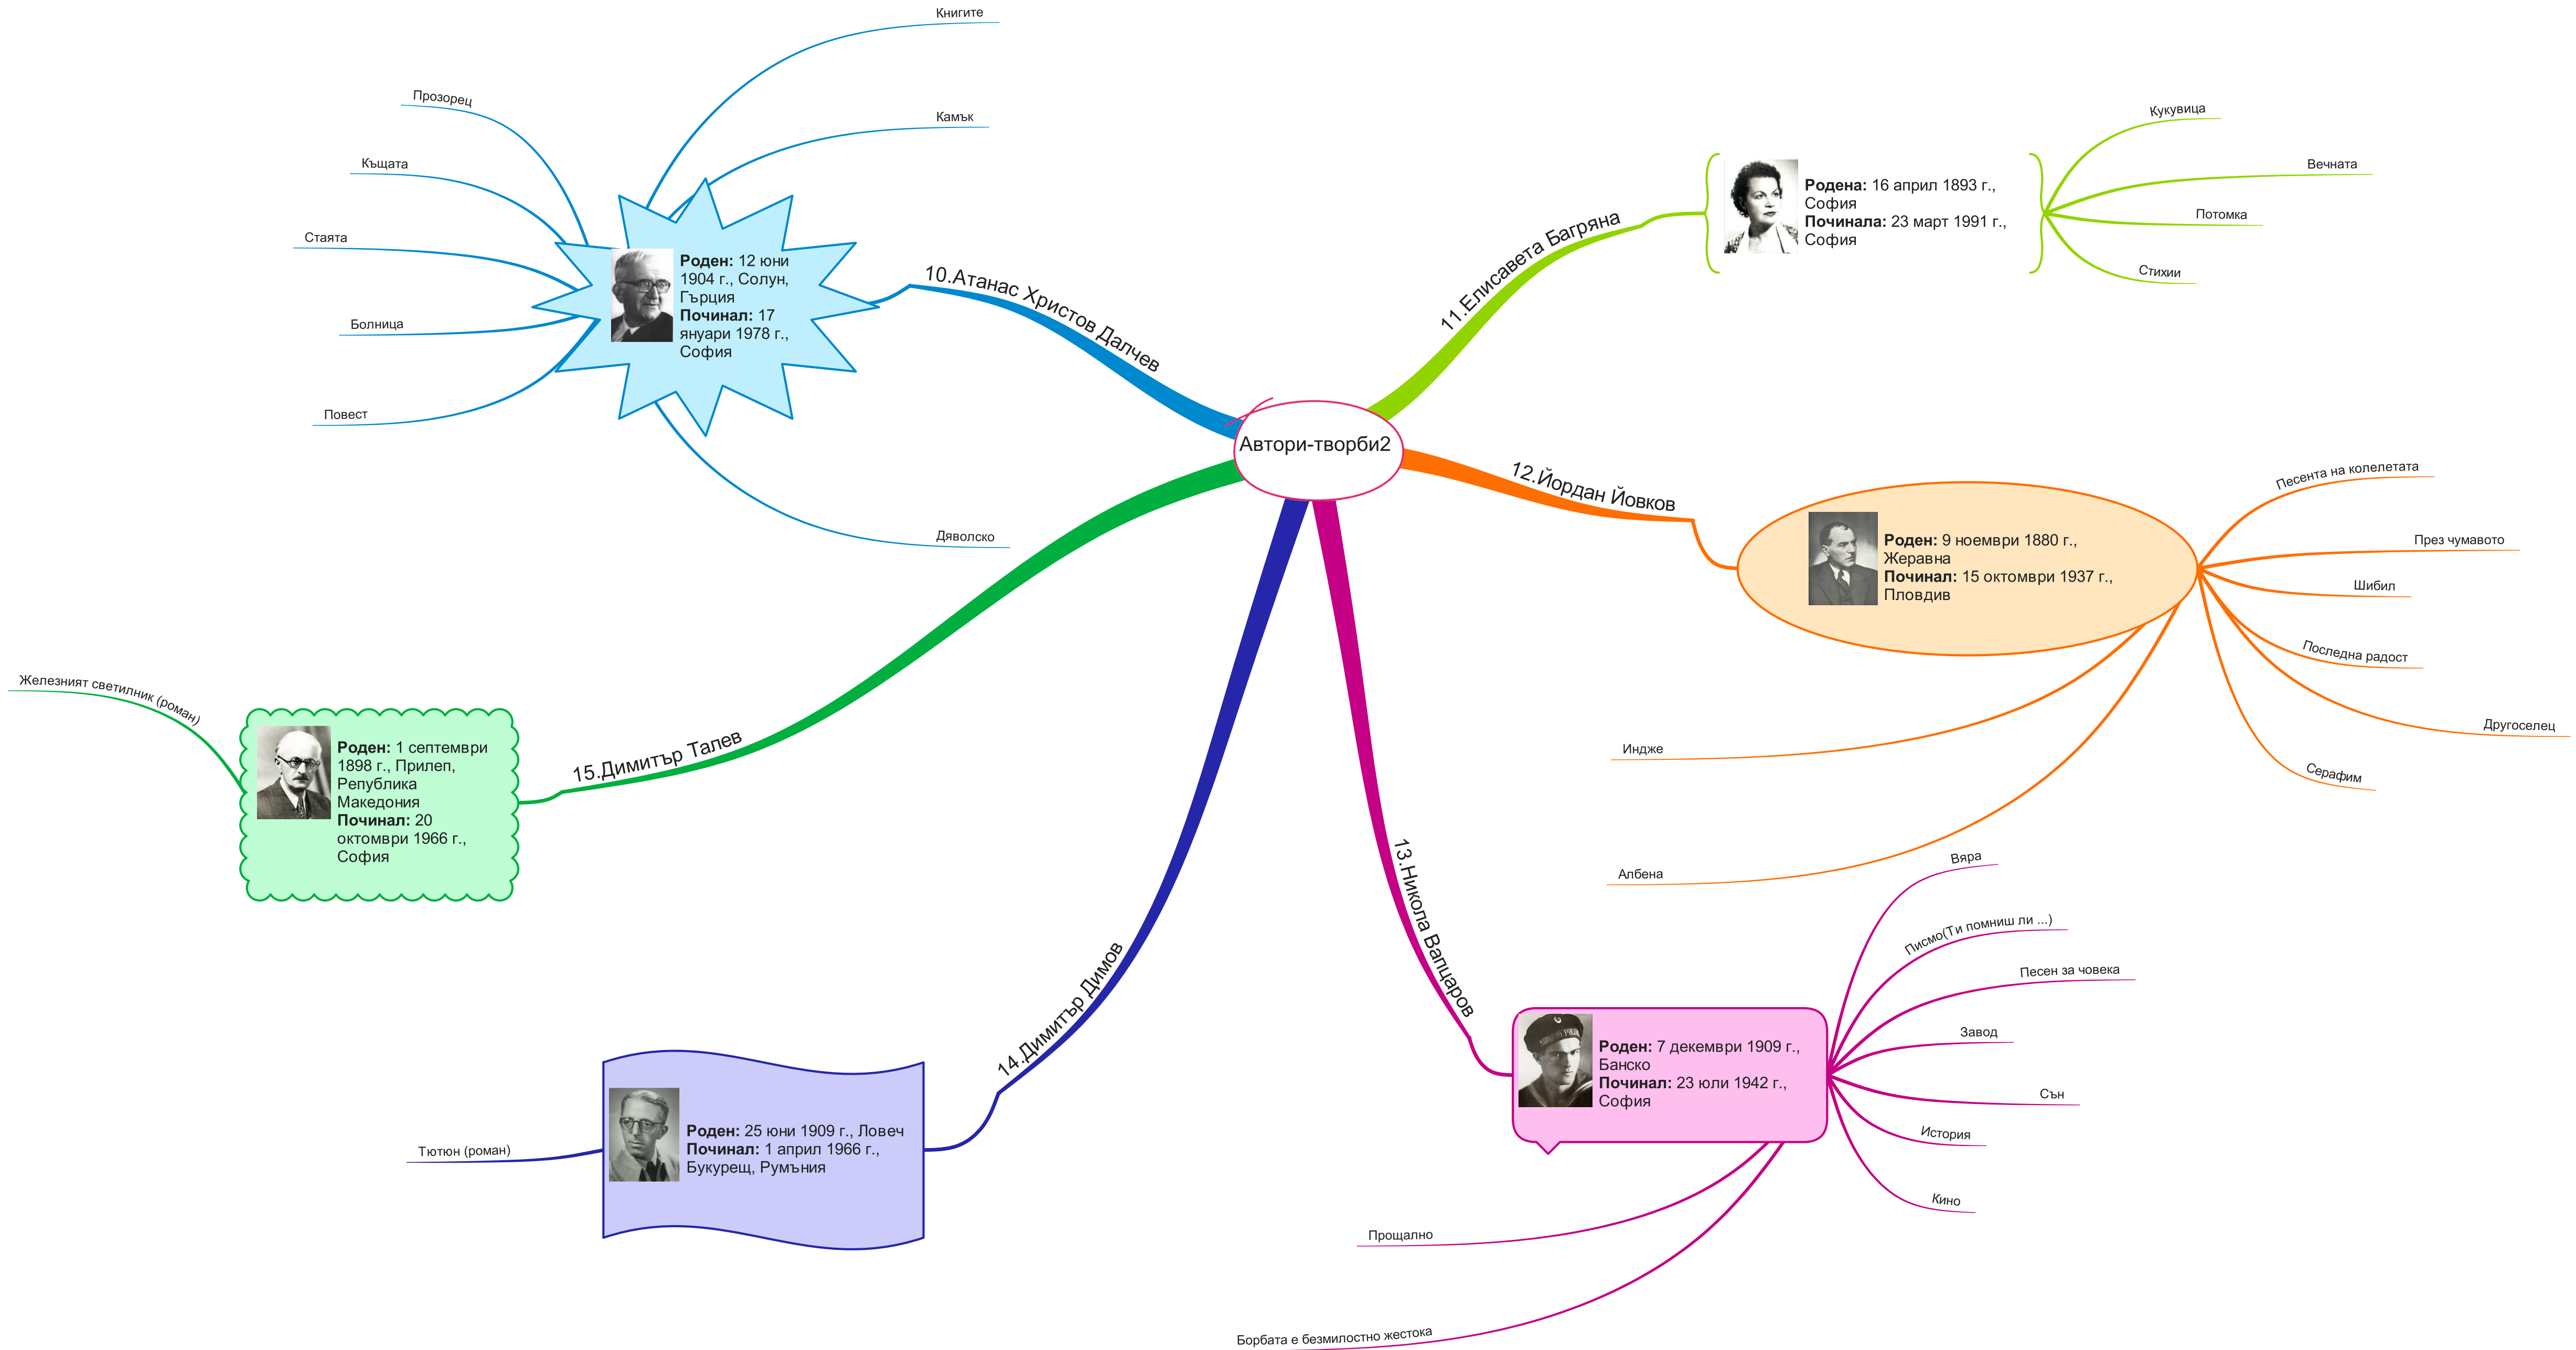 Автори-творби2
10.Атанас Христов Далчев
Роден: 12 юни
1904 г., Солун,
Гърция
Починал: 17
януари 1978 г.,
София
Книгите
Камък
Прозорец
Къщата
Стаята
Болница
Повест
Дяволско
11.Елисавета Багряна
Родена: 16 април 1893 г.,
София
Починала: 23 март 1991 г.,
София
Кукувица
Вечната
Потомка
Стихии
12.Йордан Йовков
Роден: 9 ноември 1880 г.,
Жеравна
Починал: 15 октомври 1937 г.,
Пловдив
Песента на колелетата
През чумавото
Шибил
Последна радост
Другоселец
Серафим
Индже
Албена
13.Никола Вапцаров
Роден: 7 декември 1909 г.,
Банско
Починал: 23 юли 1942 г.,
София
Вяра
Писмо(Ти помниш ли ...)
Песен за човека
Завод
Сън
История
Кино
Прощално
Борбата е безмилостно жестока
14.Димитър Димов
Роден: 25 юни 1909 г., Ловеч
Починал: 1 април 1966 г.,
Букурещ, Румъния
Тютюн (роман)
15.Димитър Талев
Роден: 1 септември
1898 г., Прилеп,
Република
Македония
Починал: 20
октомври 1966 г.,
София
Железният светилник (роман)